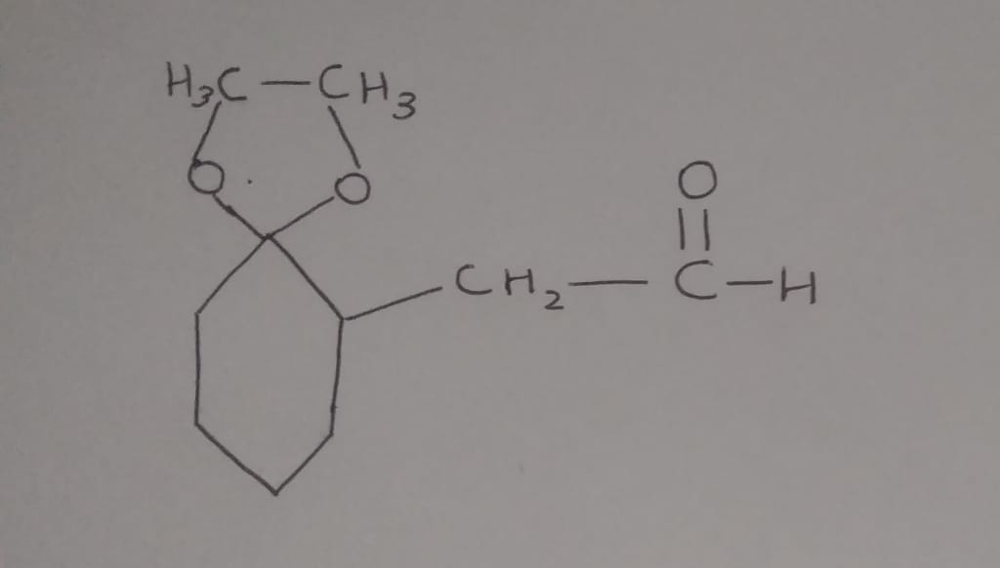 H₃C — CH₃
O O O
CH₂ — C — H